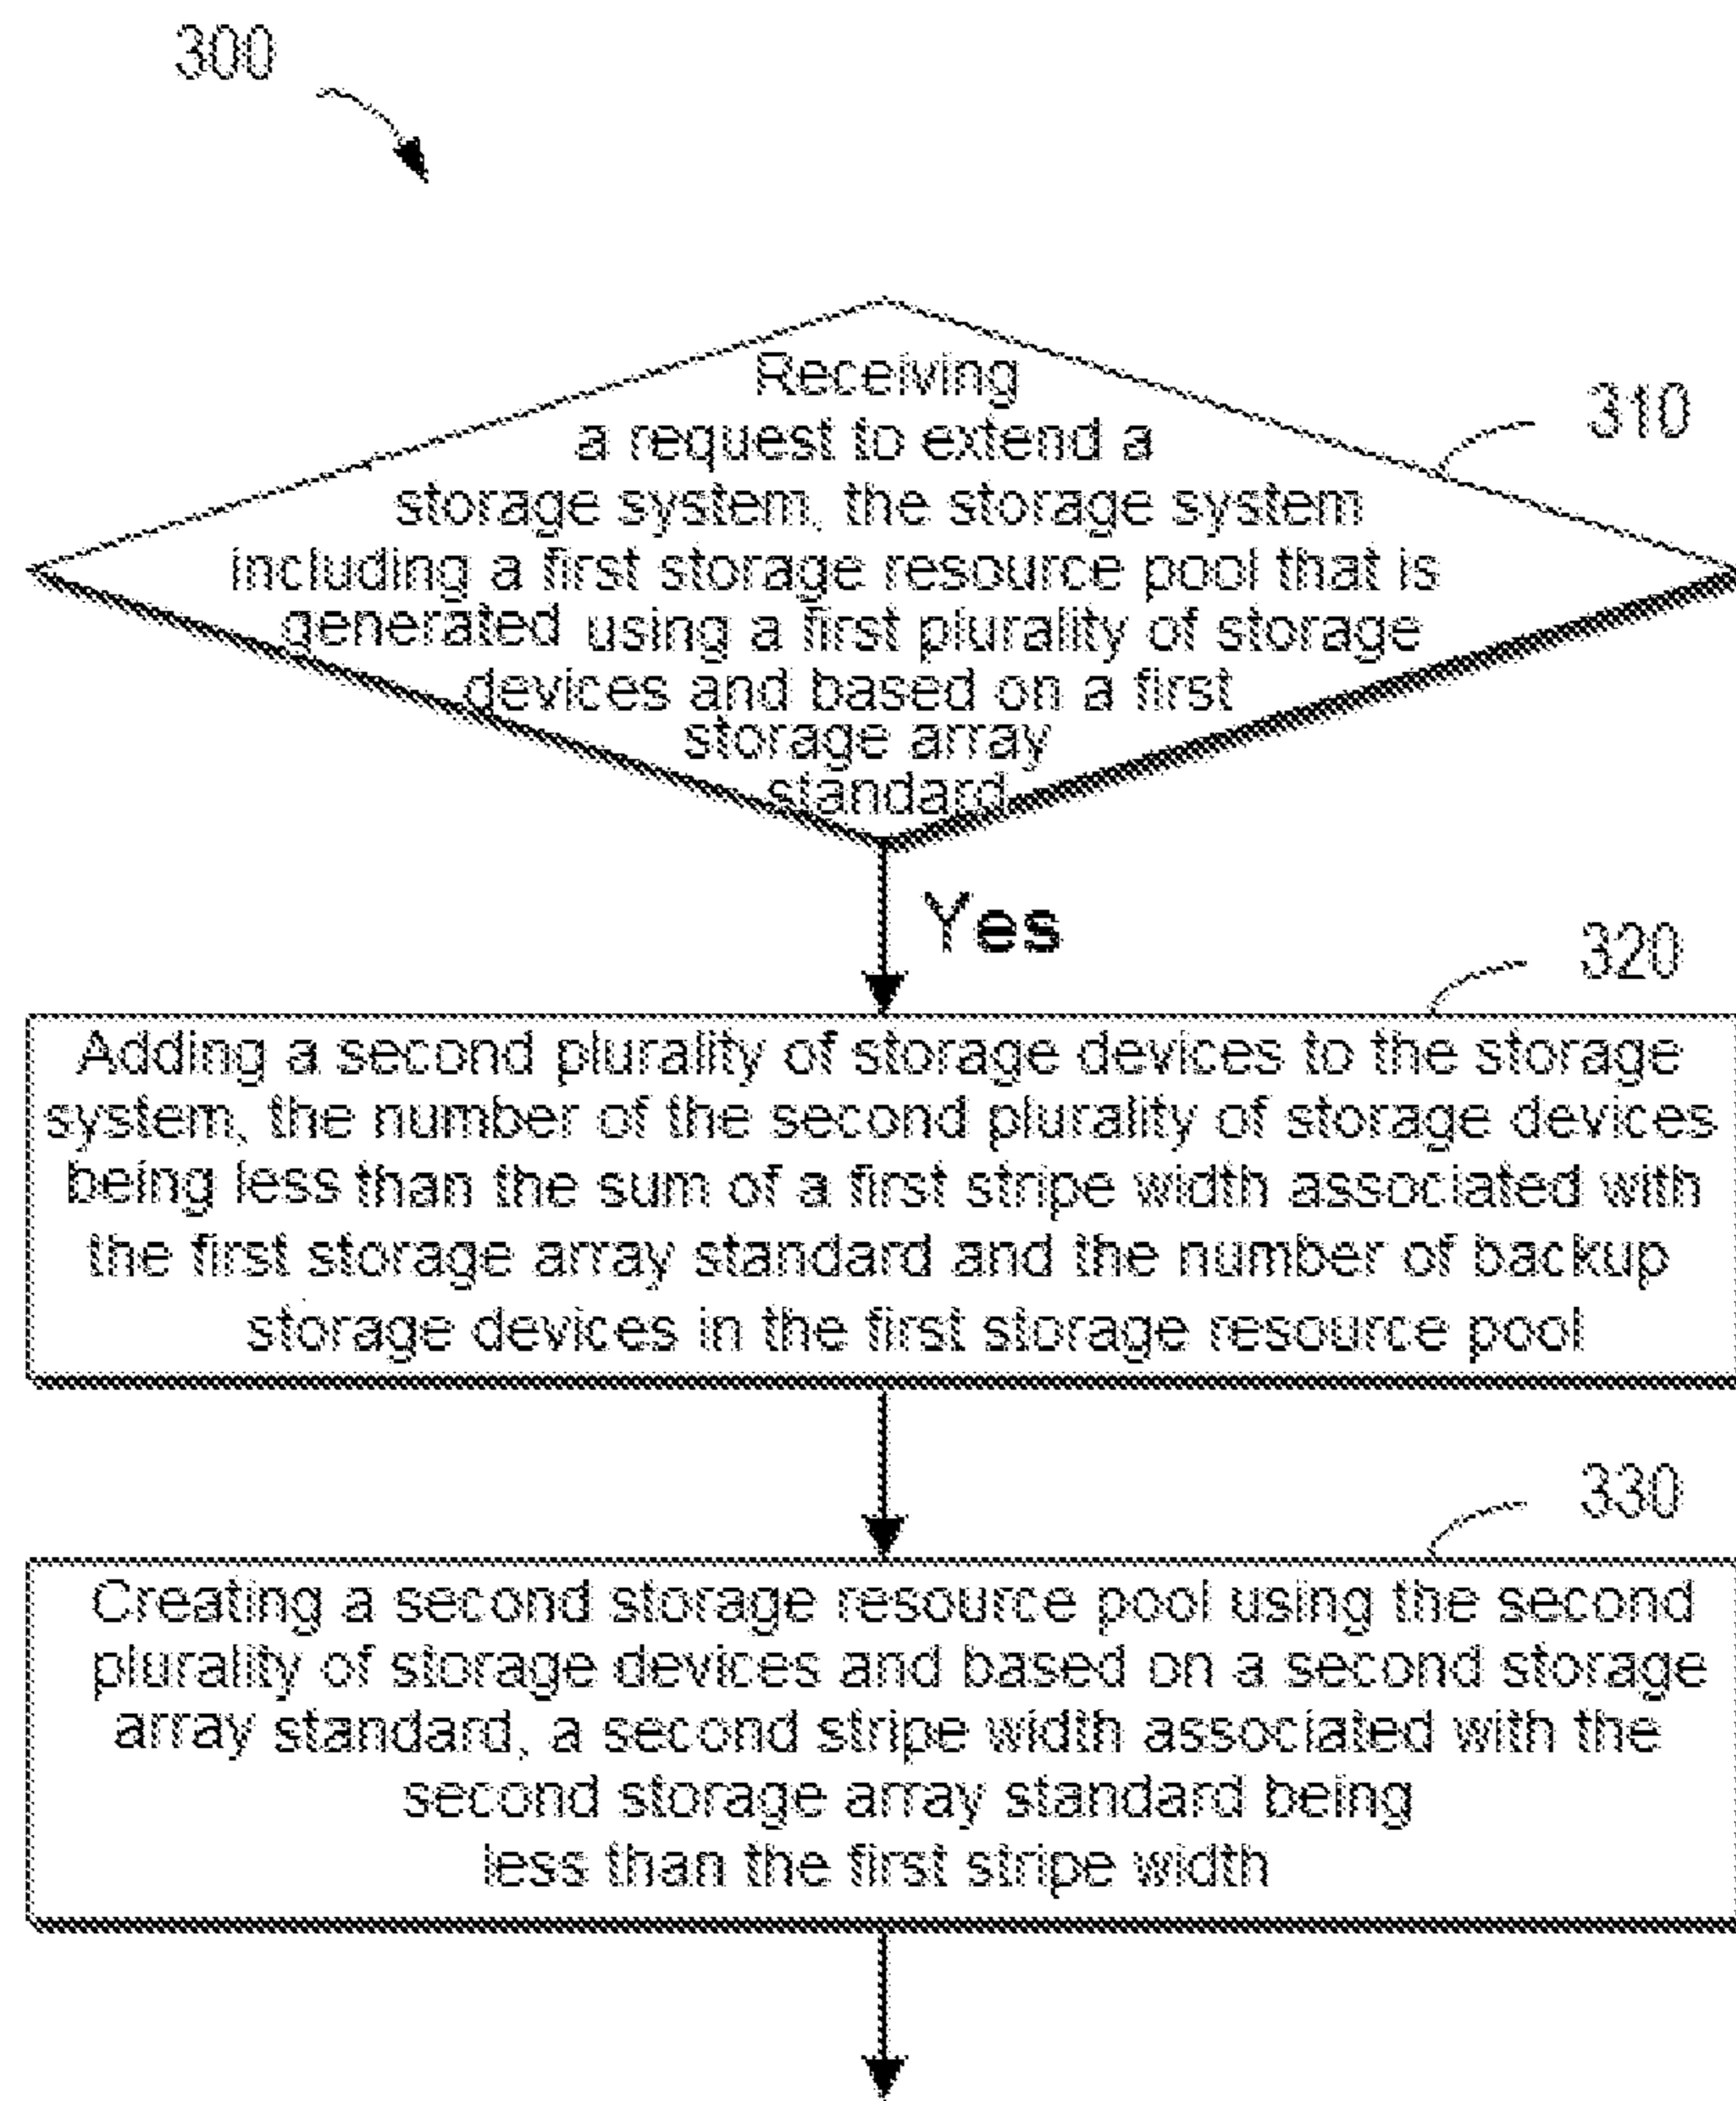 300
310
Receiving
a request to extend a
storage system, the storage system
including a first storage resource pool that is
generated using a first plurality of storage
devices and based on a first
storage array
standard
Yes
320
Adding a second plurality of storage devices to the storage
system, the number of the second plurality of storage devices
being less than the sum of a first stripe width associated with
the first storage array standard and the number of backup
storage devices in the first storage resource pool
330
Creating a second storage resource pool using the second
plurality of storage devices and based on a second storage
array standard, a second stripe width associated with the
second storage array standard being
less than the first stripe width